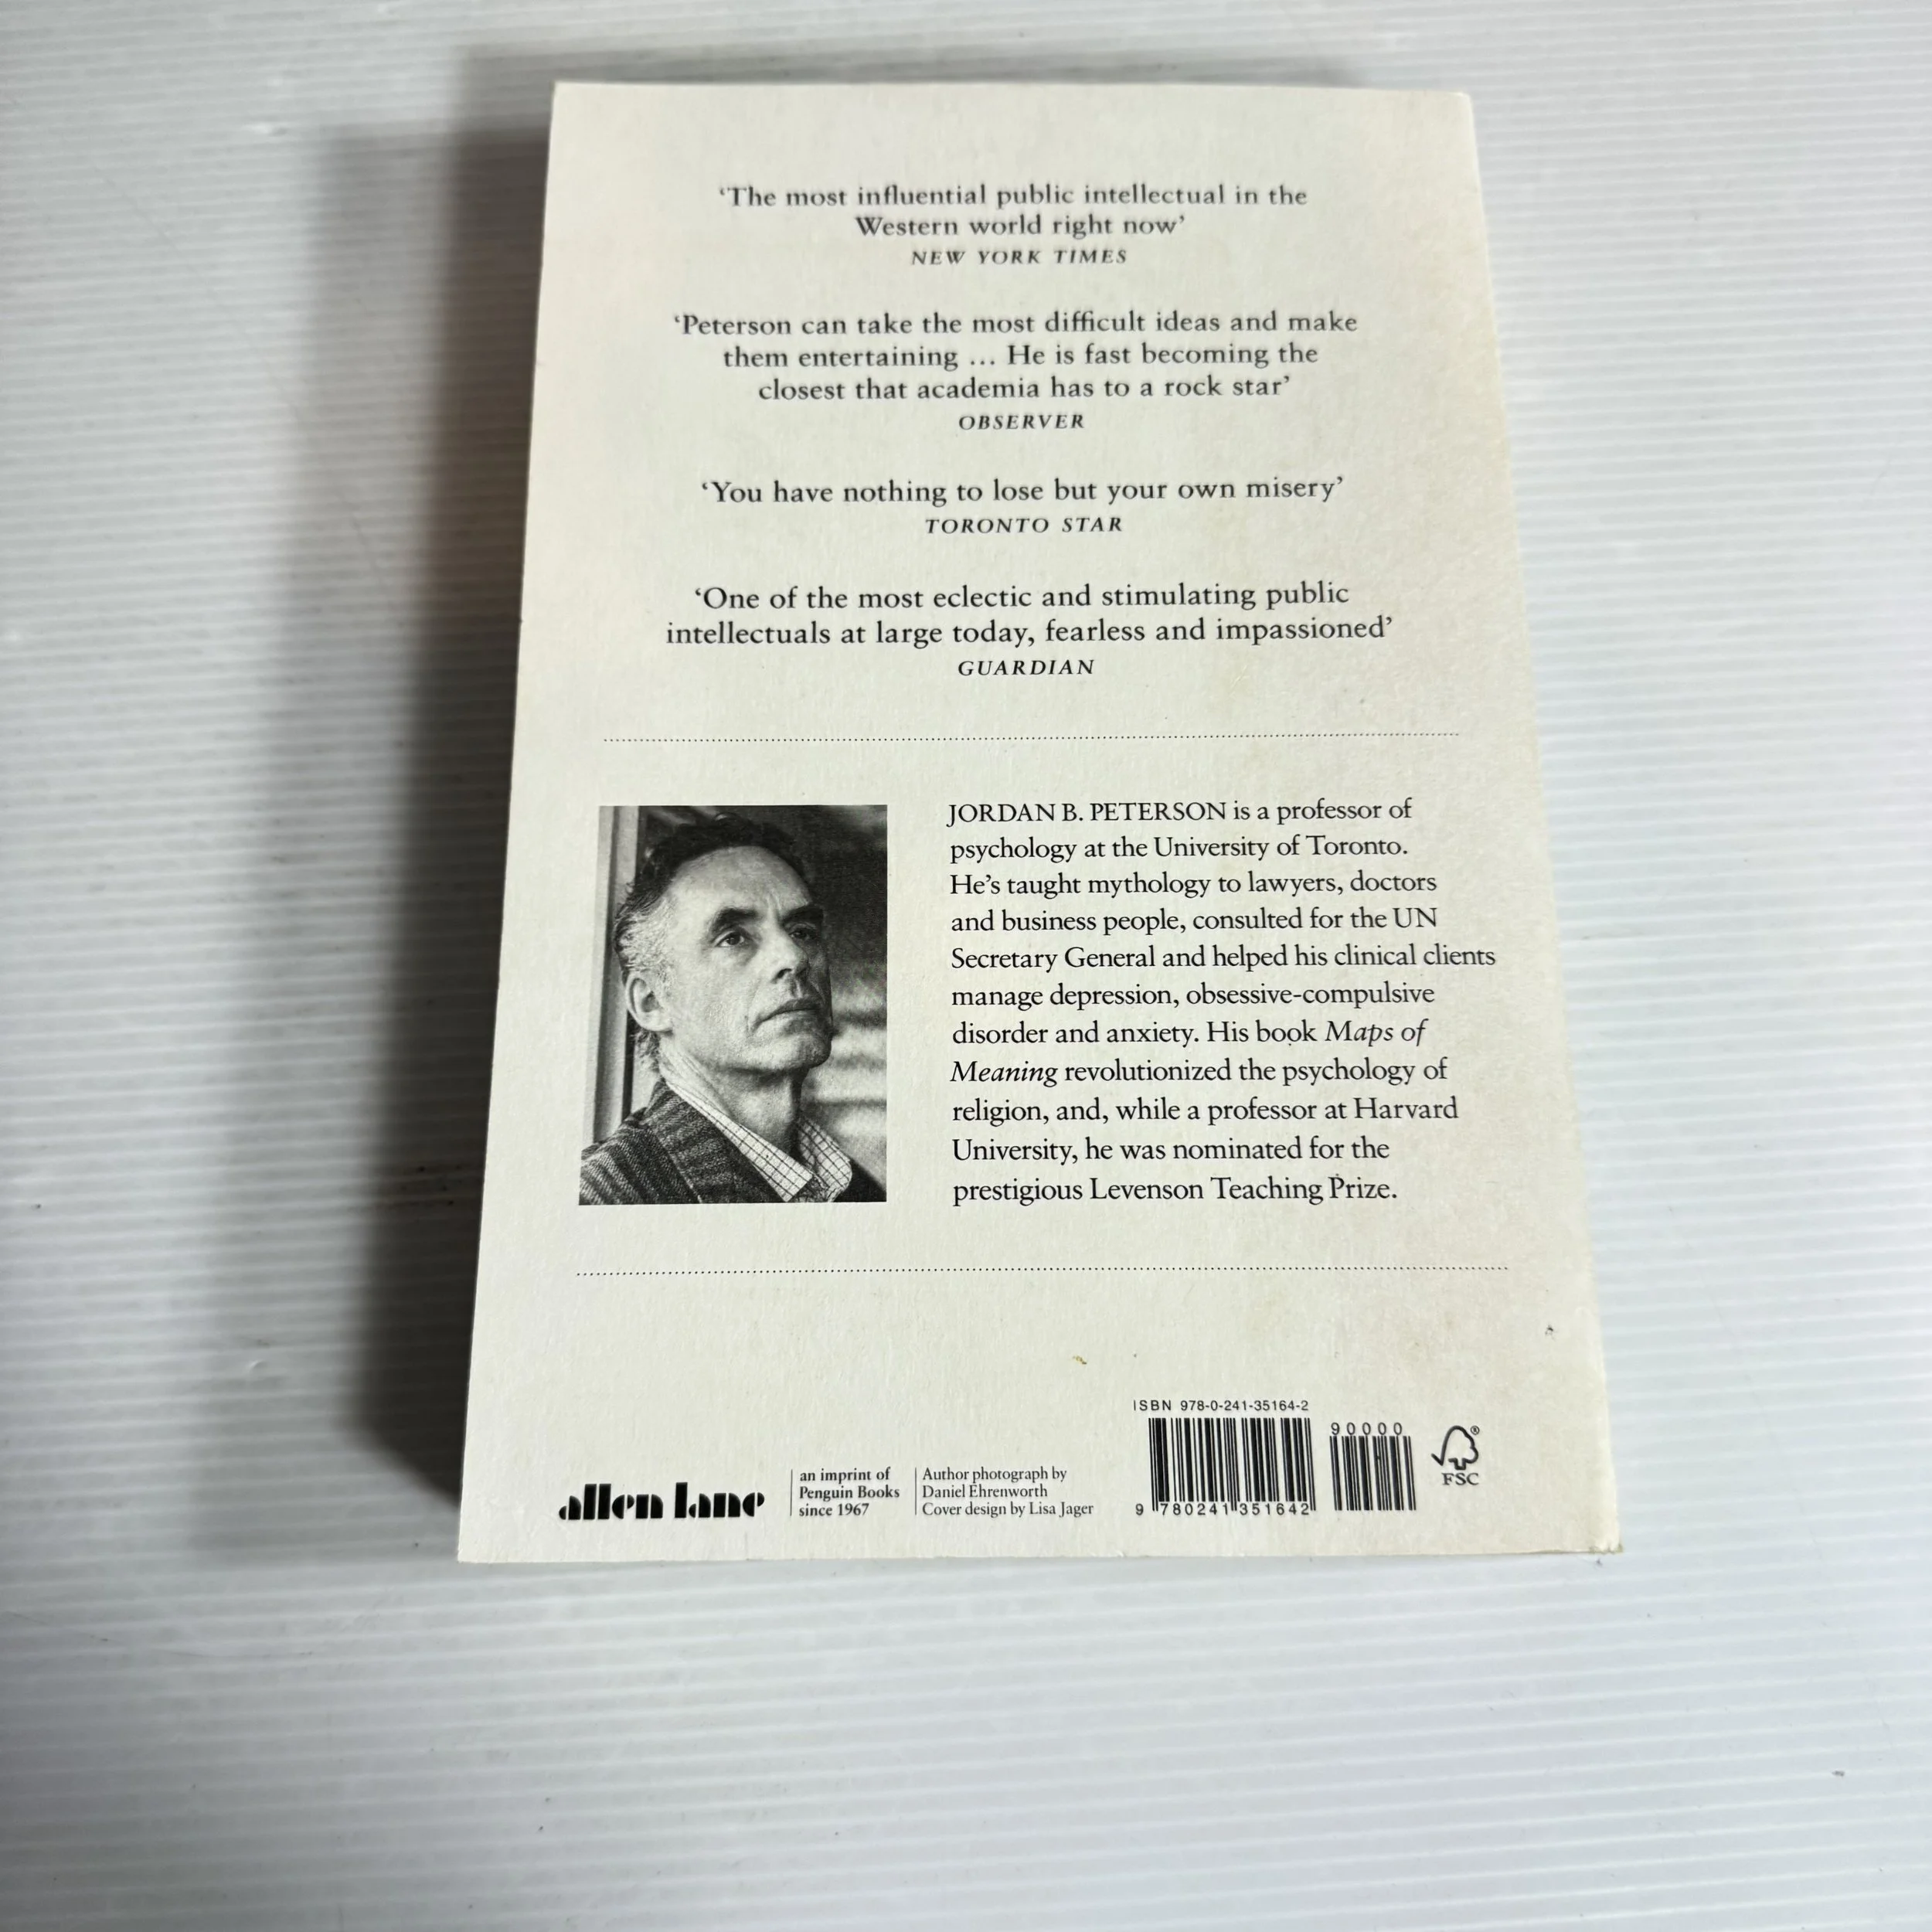 ‘The most influential public intellectual in the
Western world right now’
NEW YORK TIMES
‘Peterson can take the most difficult ideas and make
them entertaining ... He is fast becoming the
closest that academia has to a rock star’
OBSERVER
‘You have nothing to lose but your own misery’
TORONTO STAR
‘One of the most eclectic and stimulating public
intellectuals at large today, fearless and impassioned’
GUARDIAN
JORDAN B. PETERSON is a professor of
psychology at the University of Toronto.
He’s taught mythology to lawyers, doctors
and business people, consulted for the UN
Secretary General and helped his clinical clients
manage depression, obsessive-compulsive
disorder and anxiety. His book Maps of
Meaning revolutionized the psychology of
religion, and, while a professor at Harvard
University, he was nominated for the
prestigious Levenson Teaching Prize.
allen lane
an imprint of
Penguin Books
since 1967
Author photograph by
Daniel Ehrenworth
Cover design by Lisa Jager
ISBN 978-0-241-35164-2
9 780241 351642
90000
®
FSC